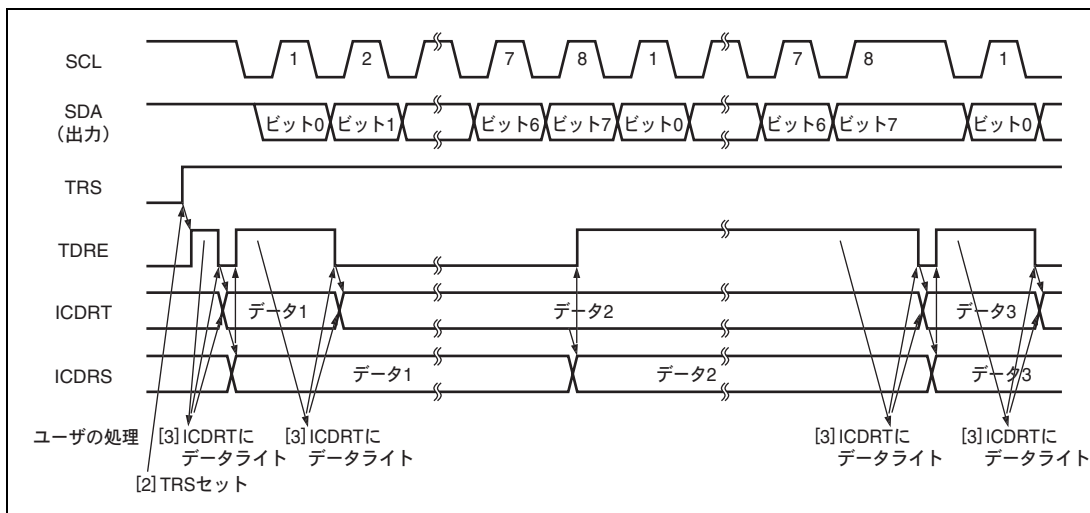 SCL 1 2 7 8 1 7 8 1
SDA
（出力） ビット0 ビット1 ビット6 ビット7 ビット0 ビット6 ビット7 ビット0
TRS
TDRE
ICDRT データ1 データ2 データ3
ICDRS データ1 データ2 データ3
ユーザの処理 [3] ICDRTに [3] ICDRTに [3] ICDRTに [3] ICDRTに
データライト データライト データライト データライト
[2] TRSセット